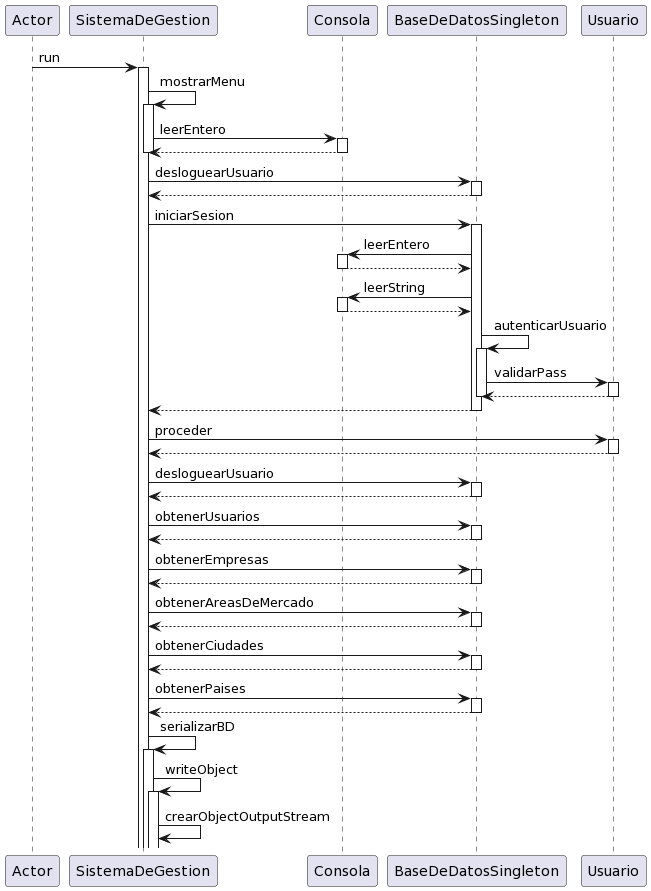 Actor SistemaDeGestion Consola BaseDeDatosSingleton Usuario
run
mostrarMenu
leerEntero
desloguearUsuario
iniciarSesion
leerEntero
leerString
autenticarUsuario
validarPass
proceder
desloguearUsuario
obtenerUsuarios
obtenerEmpresas
obtenerAreasDeMercado
obtenerCiudades
obtenerPaises
serializarBD
writeObject
crearObjectOutputStream
Actor SistemaDeGestion Consola BaseDeDatosSingleton Usuario